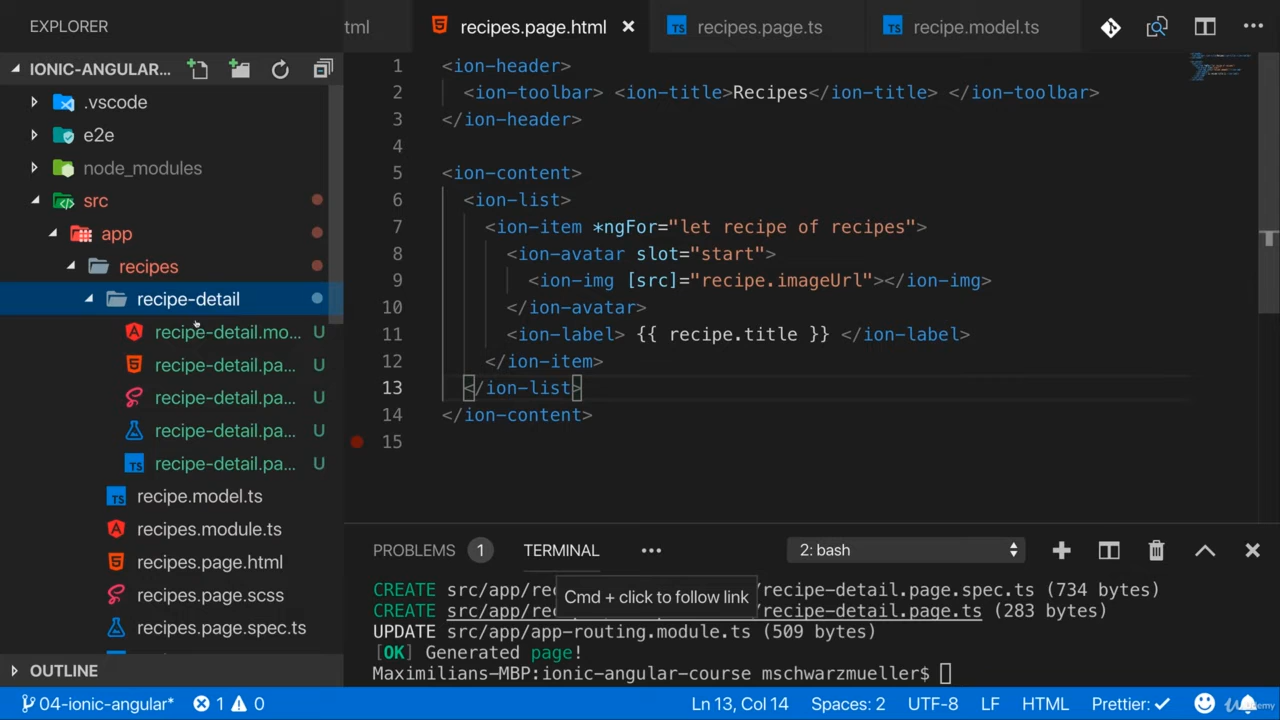 EXPLORER
tml
recipes.page.html
recipes.page.ts
recipe.model.ts
IONIC-ANGULAR...
.vscode
e2e
node_modules
src
app
recipes
recipe-detail
recipe-detail.mo... U
recipe-detail.pa... U
recipe-detail.pa... U
recipe-detail.pa... U
recipe-detail.pa... U
recipe.model.ts
recipes.module.ts
recipes.page.html
recipes.page.scss
recipes.page.spec.ts
OUTLINE
1 <ion-header>
2 <ion-toolbar> <ion-title>Recipes</ion-title> </ion-toolbar>
3 </ion-header>
4
5 <ion-content>
6 <ion-list>
7 <ion-item *ngFor="let recipe of recipes">
8 <ion-avatar slot="start">
9 <ion-img [src]="recipe.imageUrl"></ion-img>
10 </ion-avatar>
11 <ion-label> {{ recipe.title }} </ion-label>
12 </ion-item>
13 </ion-list>
14 </ion-content>
15
PROBLEMS 1 TERMINAL ••• 2: bash
CREATE src/app/re /recipe-detail.page.spec.ts (734 bytes)
Cmd + click to follow link
CREATE src/app/re /recipe-detail.page.ts (283 bytes)
UPDATE src/app/app-routing.module.ts (509 bytes)
[OK] Generated page!
Maximilians-MBP:ionic-angular-course mschwarzmueller$
04-ionic-angular* 1 0 Ln 13, Col 14 Spaces: 2 UTF-8 LF HTML Prettier: ✓
Udemy